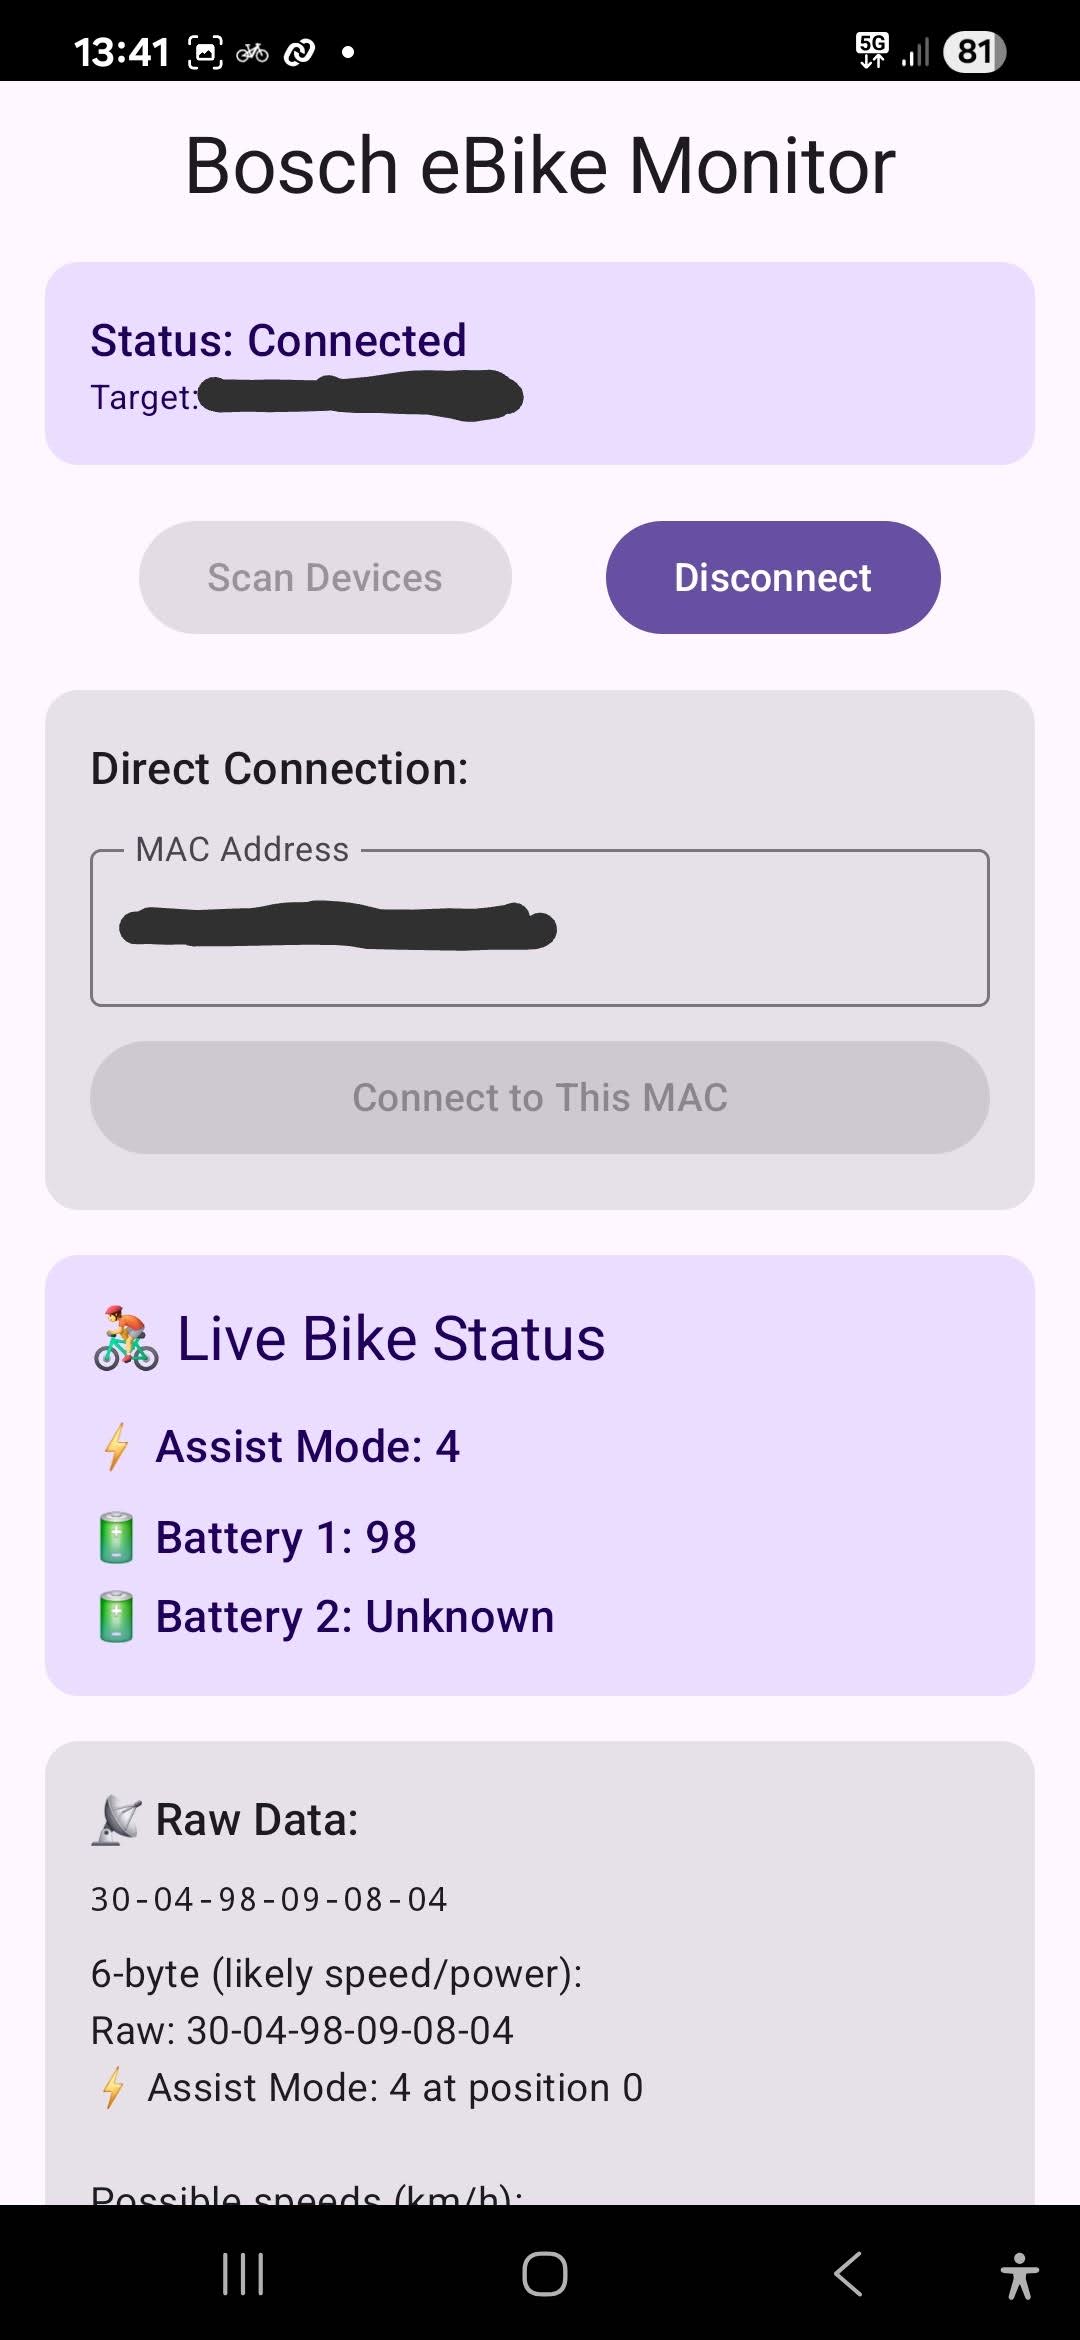 13:41
5G
81
Bosch eBike Monitor
Status: Connected
Target:
Scan Devices
Disconnect
Direct Connection:
MAC Address
Connect to This MAC
Live Bike Status
Assist Mode: 4
Battery 1: 98
Battery 2: Unknown
Raw Data:
30-04-98-09-08-04
6-byte (likely speed/power):
Raw: 30-04-98-09-08-04
Assist Mode: 4 at position 0
Possible speeds (km/h):